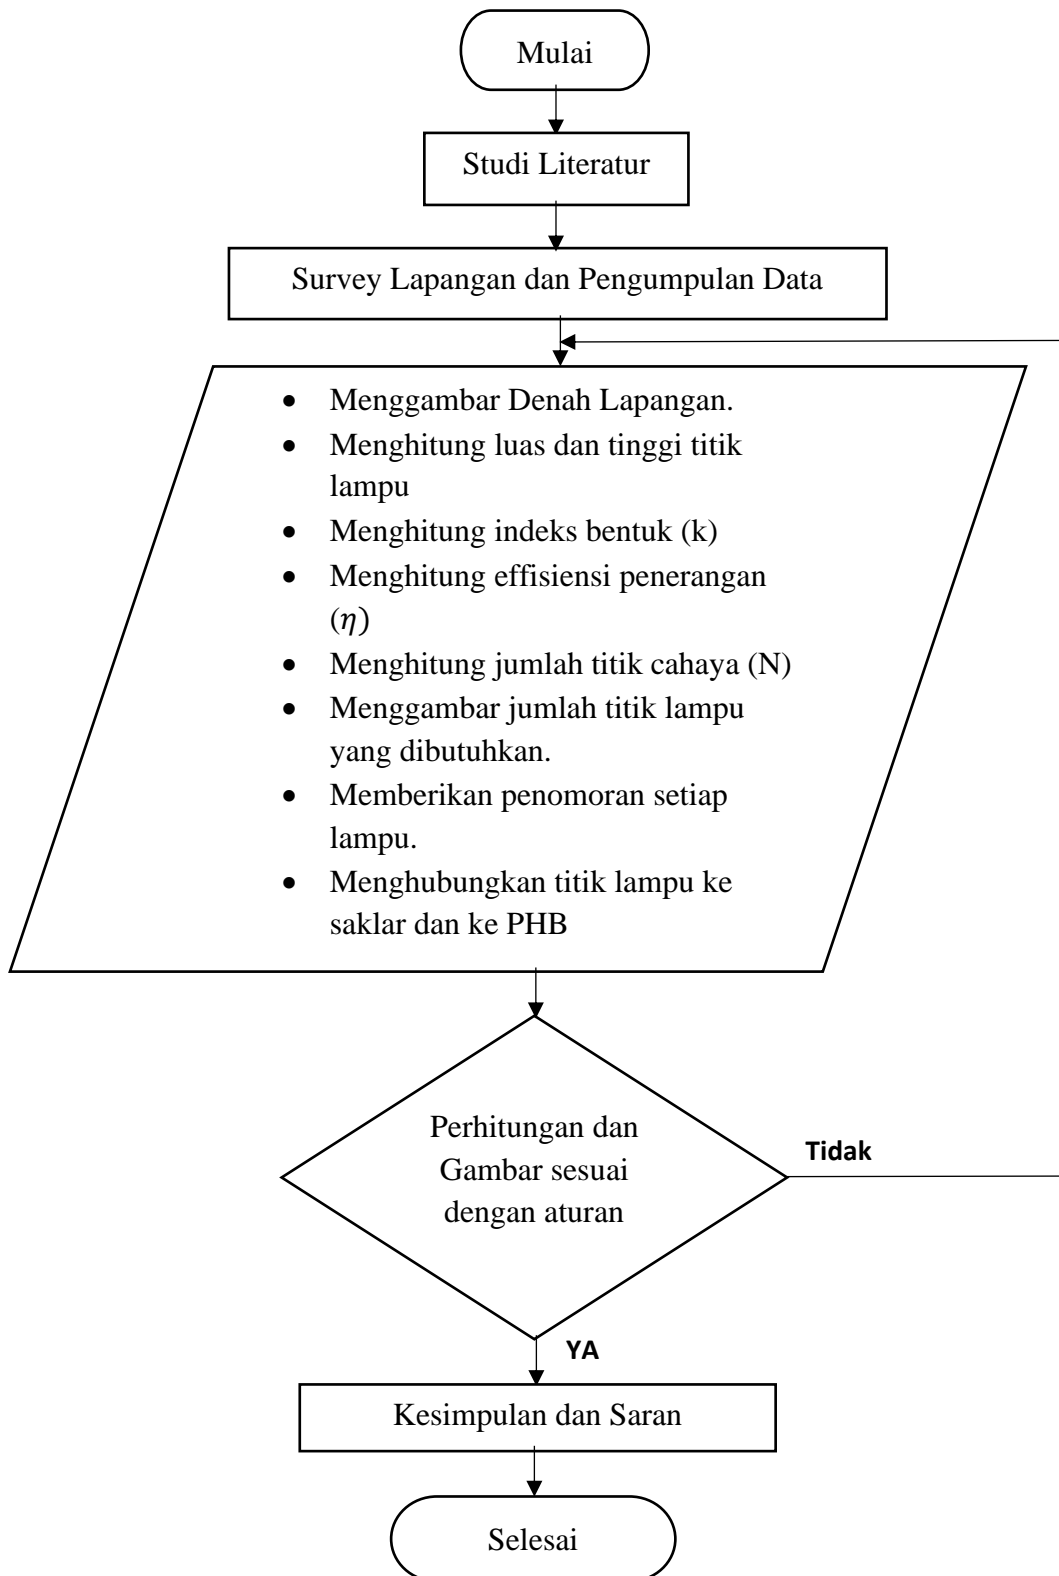 Mulai
Studi Literatur
Survey Lapangan dan Pengumpulan Data
• Menggambar Denah Lapangan.
• Menghitung luas dan tinggi titik
lampu
• Menghitung indeks bentuk (k)
• Menghitung effisiensi penerangan
(η)
• Menghitung jumlah titik cahaya (N)
• Menggambar jumlah titik lampu
yang dibutuhkan.
• Memberikan penomoran setiap
lampu.
• Menghubungkan titik lampu ke
saklar dan ke PHB
Perhitungan dan
Gambar sesuai
dengan aturan
Tidak
YA
Kesimpulan dan Saran
Selesai